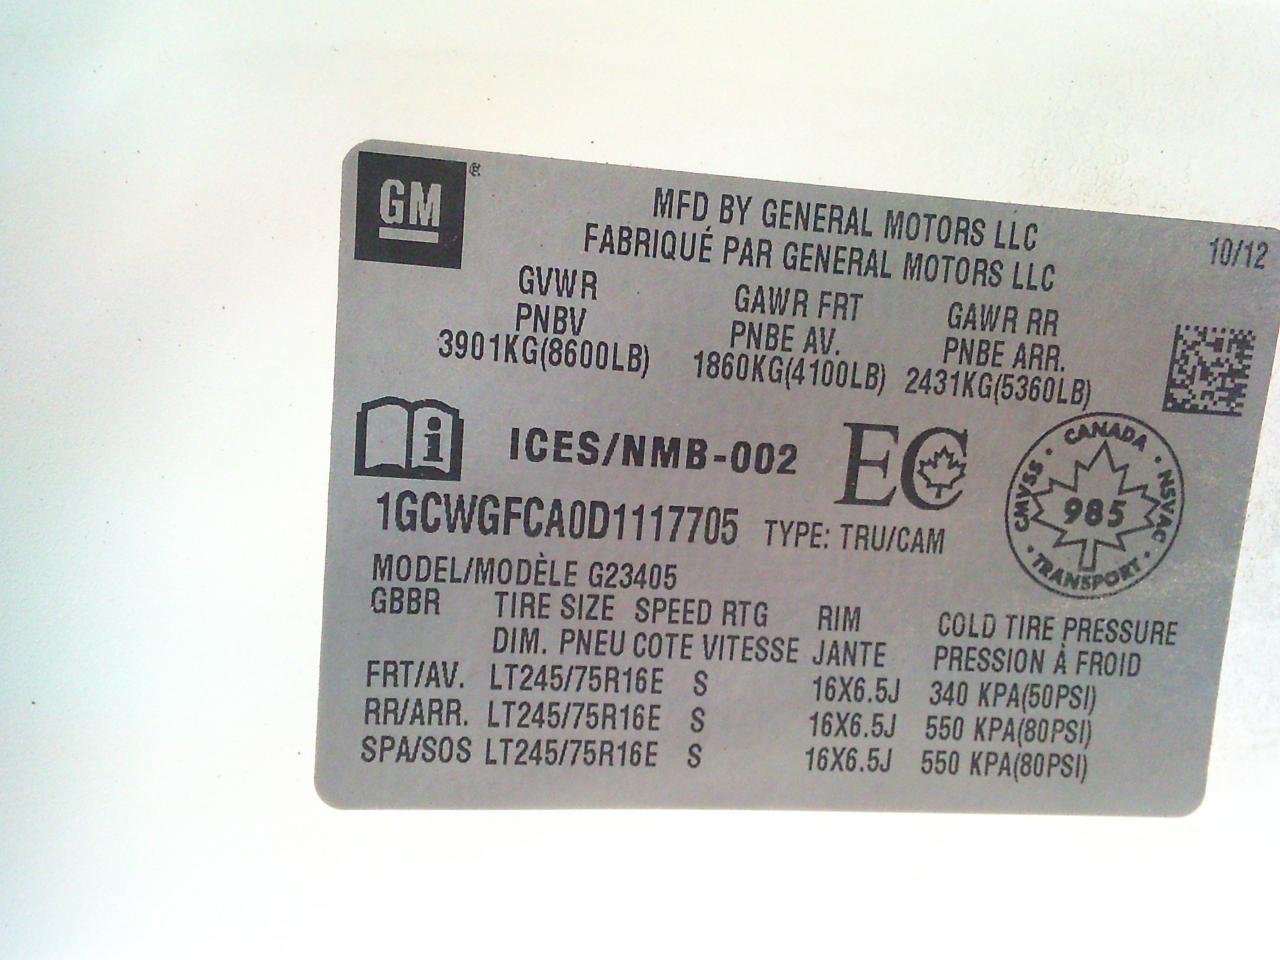 GM®
MFD BY GENERAL MOTORS LLC
FABRIQUÉ PAR GENERAL MOTORS LLC
10/12
GVWR GAWR FRT GAWR RR
PNBV PNBE AV. PNBE ARR.
3901KG(8600LB) 1860KG(4100LB) 2431KG(5360LB)
i ICES/NMB-002 EC
CANADA · NSVAC · TRANSPORT · CMVSS ·
985
1GCWGFCA0D1117705 TYPE: TRU/CAM
MODEL/MODÈLE G23405
GBBR TIRE SIZE SPEED RTG RIM COLD TIRE PRESSURE
DIM. PNEU COTE VITESSE JANTE PRESSION À FROID
FRT/AV. LT245/75R16E S 16X6.5J 340 KPA(50PSI)
RR/ARR. LT245/75R16E S 16X6.5J 550 KPA(80PSI)
SPA/SOS LT245/75R16E S 16X6.5J 550 KPA(80PSI)